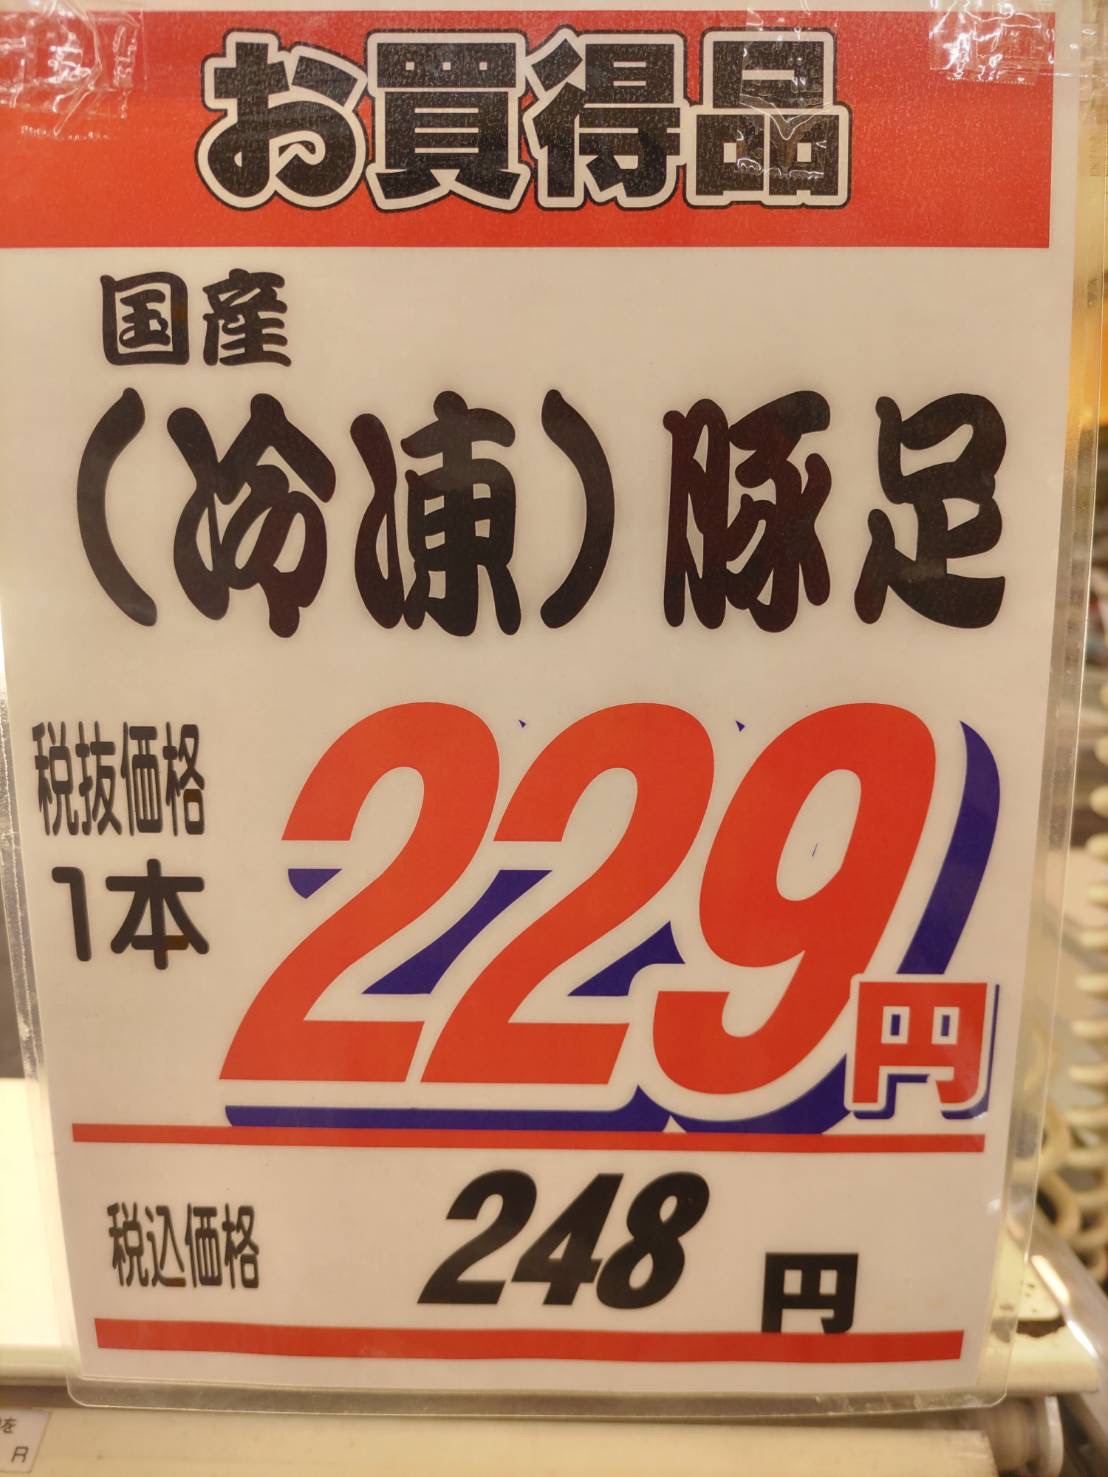 お買得品
国産
（冷凍）豚足
税抜価格
1本
229円
税込価格
248円
を
R